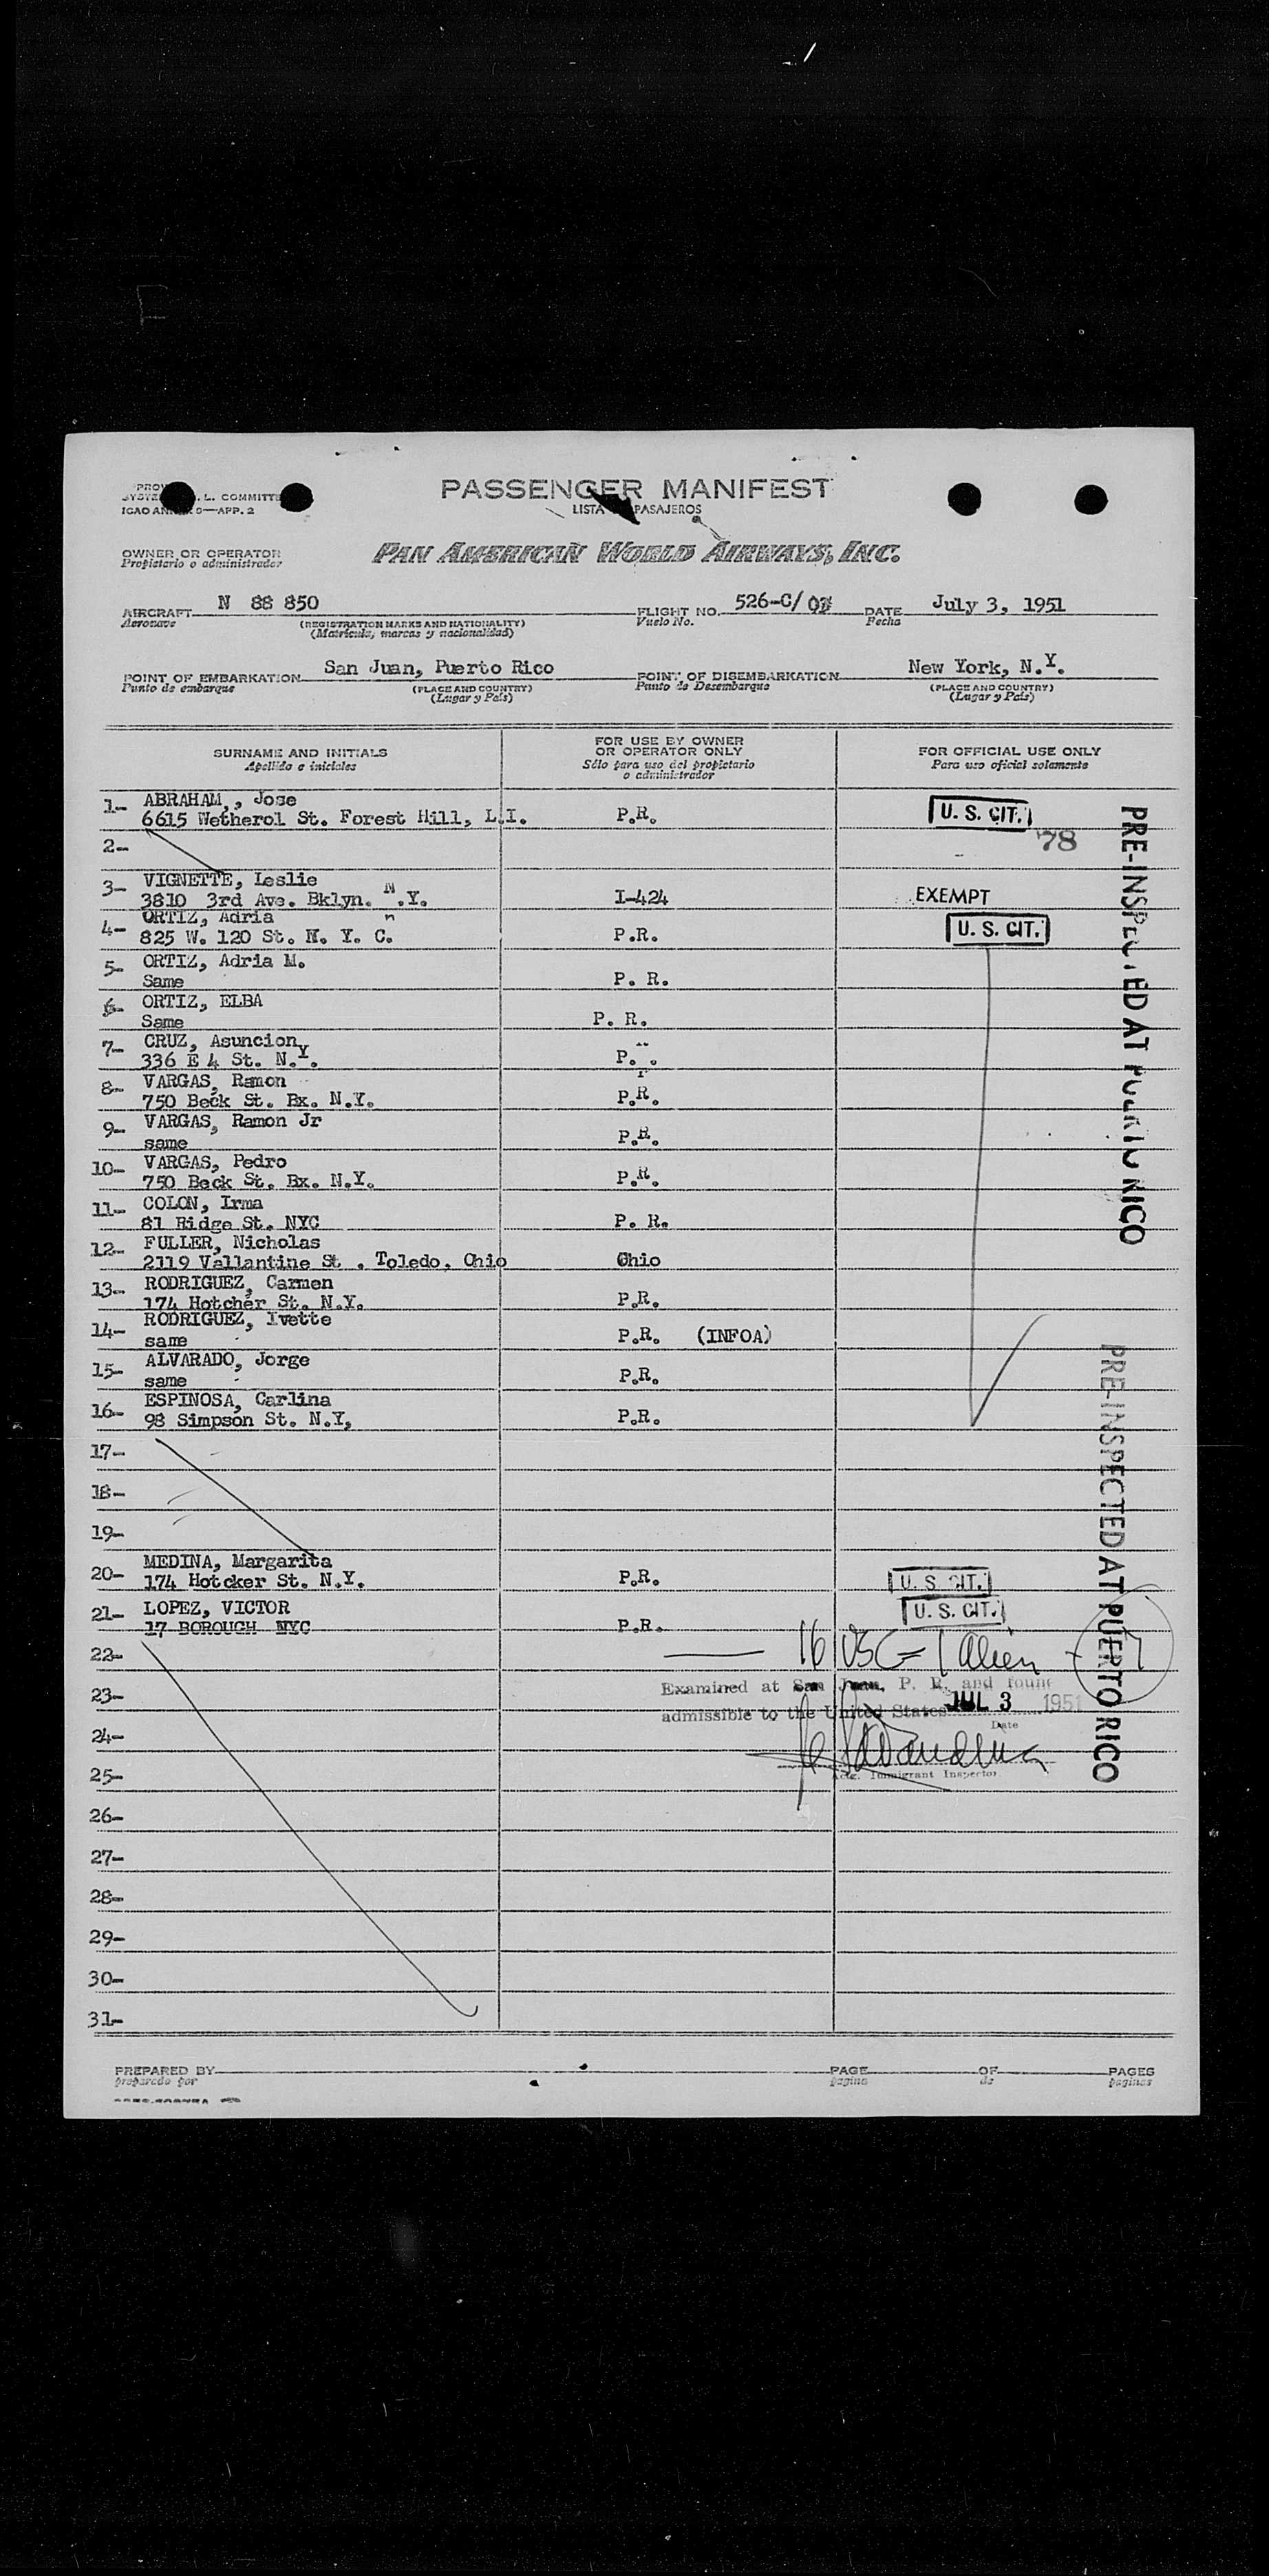 PASSENGER MANIFEST
LISTA PASAJEROS
L. COMMITTE
ICAO APP. 2
OWNER OR OPERATOR
Propietario o administrador
PAN AMERICAN WORLD AIRWAYS, INC.
AIRCRAFT N 88 850 FLIGHT NO. 526-C/ DATE July 3, 1951
Aeronave (REGISTRATION MARKS AND NATIONALITY) Vuelo No. Fecha
(Matrícula, marcas y nacionalidad)
POINT OF EMBARKATION San Juan, Puerto Rico POINT OF DISEMBARKATION New York, N.Y.
Punto de embarque (PLACE AND COUNTRY) Punto de Desembarque (PLACE AND COUNTRY)
(Lugar y País) (Lugar y País)
SURNAME AND INITIALS FOR USE BY OWNER OR OPERATOR ONLY FOR OFFICIAL USE ONLY
Apellido e iniciales Sólo para uso del propietario o administrador Para uso oficial solamente
1- ABRAHAM,, Jose
6615 Wetherol St. Forest Hill, L.I. P.R. U. S. CIT.
2- 78
3- VIGNETTE, Leslie
3810 3rd Ave. Bklyn. N.Y. I-424 EXEMPT
4- ORTIZ, Adria
825 W. 120 St. N. Y. C. P.R. U. S. CIT.
5- ORTIZ, Adria M.
Same P. R.
6- ORTIZ, ELBA
Same P. R.
7- CRUZ, Asuncion
336 E 4 St. N.Y. P. .
8- VARGAS, Ramon
750 Beck St. Bx. N.Y. P.R.
9- VARGAS, Ramon Jr
same P.R.
10- VARGAS, Pedro
750 Beck St. Bx. N.Y. P.R.
11- COLON, Irma
81 Ridge St. NYC P. R.
12- FULLER, Nicholas
2119 Vallantine St . Toledo, Ohio Ohio
13- RODRIGUEZ, Carmen
174 Hotcher St. N.Y. P.R.
14- RODRIGUEZ, Ivette
same P.R. (INFOA)
15- ALVARADO, Jorge
same P.R.
16- ESPINOSA, Carlina
98 Simpson St. N.Y, P.R.
17-
18-
19-
20- MEDINA, Margarita
174 Hotcker St. N.Y. P.R. U. S. CIT.
21- LOPEZ, VICTOR U. S. CIT.
17 BOROUGH NYC P.R.
22- 16 USC - 1 Alien
23- Examined at San Juan, P. R. and found
admissible to the United States JUL 3 1951
24- Date
25- Actg. Immigrant Inspector
26-
27-
28-
29-
30-
31-
PREPARED BY PAGE OF PAGES
preparado por página de páginas
PRE-INSPECTED AT PUERTO RICO
PRE-INSPECTED AT PUERTO RICO